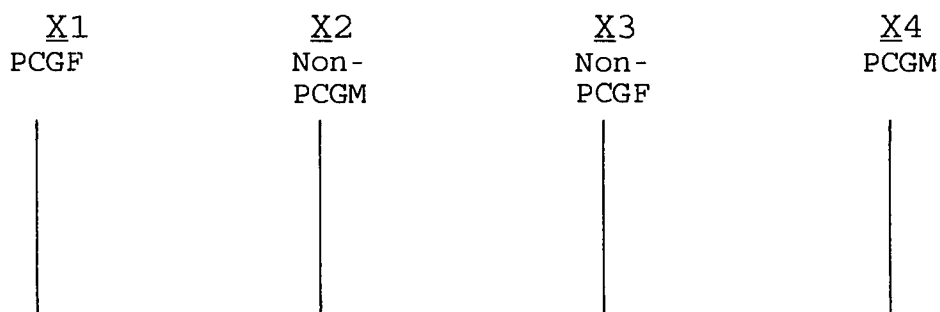 X1 X2 X3 X4
PCGF Non- Non- PCGM
PCGM PCGF